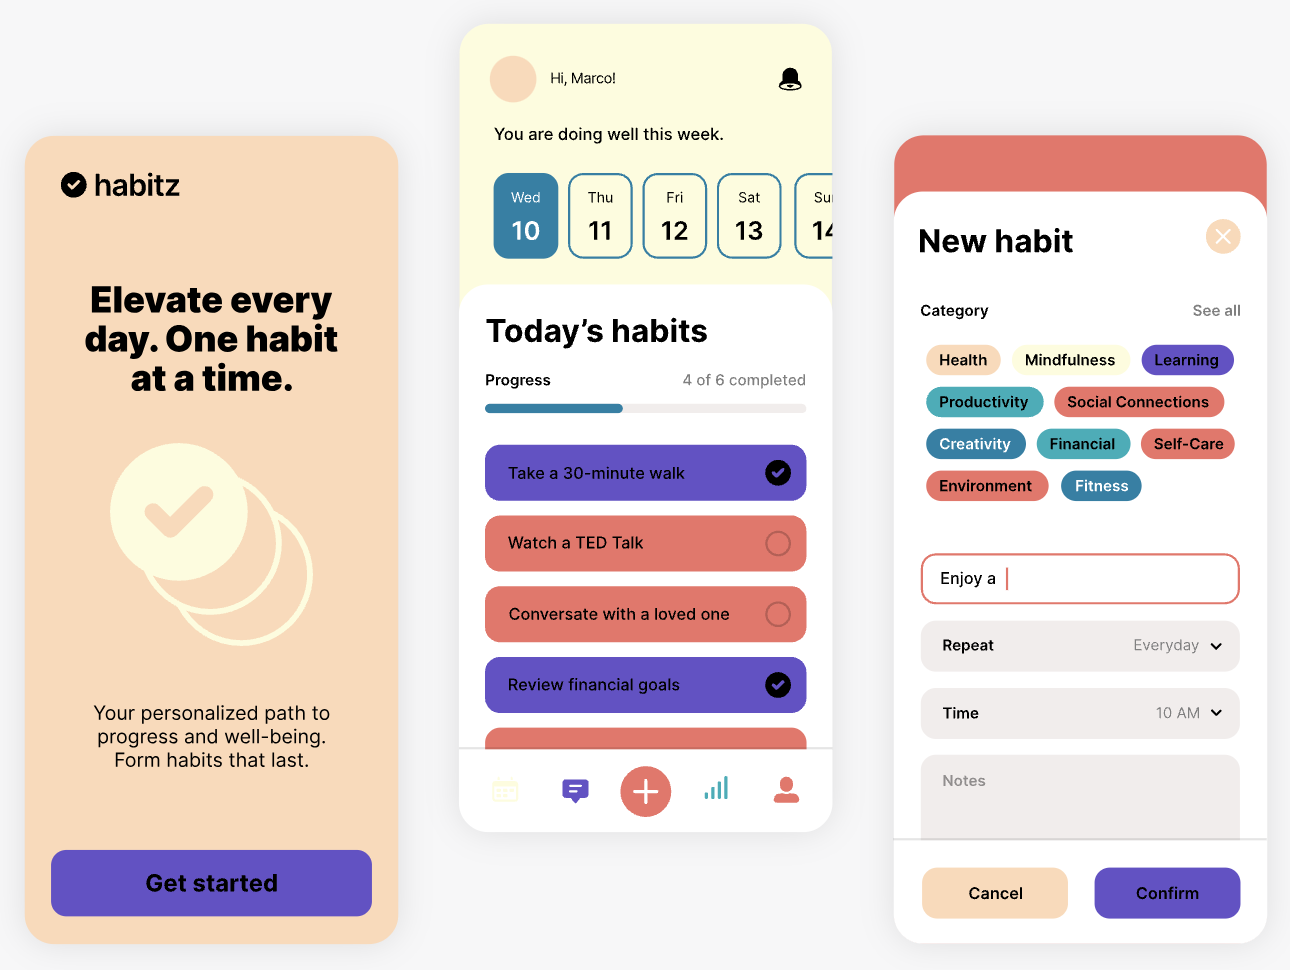 habitz
Elevate every
day. One habit
at a time.
Your personalized path to
progress and well-being.
Form habits that last.
Get started
Hi, Marco!
You are doing well this week.
Wed Thu Fri Sat Sun
10 11 12 13 14
Today’s habits
Progress 4 of 6 completed
Take a 30-minute walk
Watch a TED Talk
Conversate with a loved one
Review financial goals
New habit
Category See all
Health Mindfulness Learning
Productivity Social Connections
Creativity Financial Self-Care
Environment Fitness
Enjoy a
Repeat Everyday
Time 10 AM
Notes
Cancel Confirm